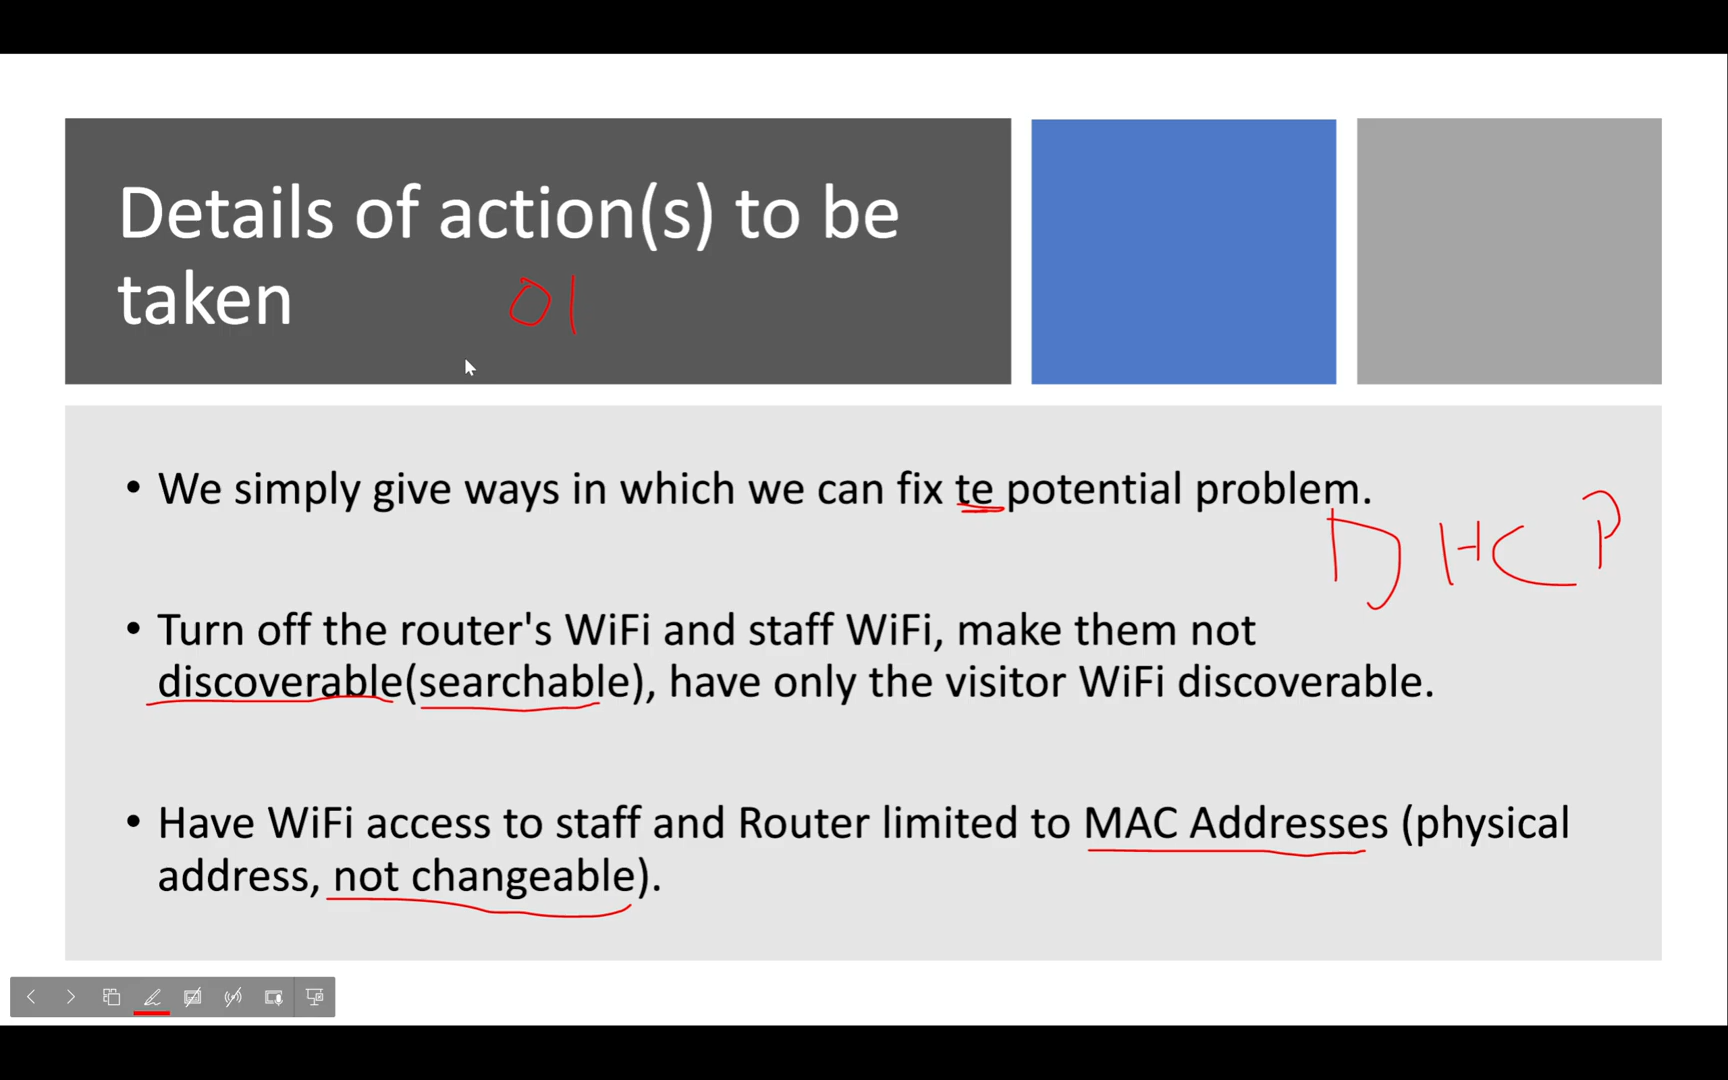 Details of action(s) to be
taken
01
• We simply give ways in which we can fix te potential problem.
DHCP
• Turn off the router's WiFi and staff WiFi, make them not
discoverable(searchable), have only the visitor WiFi discoverable.
• Have WiFi access to staff and Router limited to MAC Addresses (physical
address, not changeable).